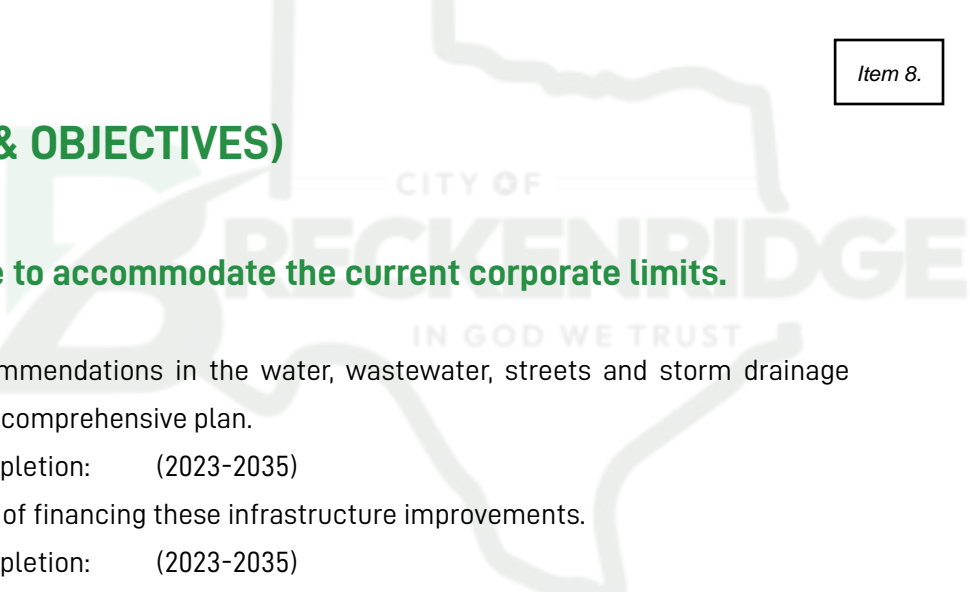 Item 8.
& OBJECTIVES)
CITY OF
BRECKENRIDGE
e to accommodate the current corporate limits.
IN GOD WE TRUST
mmendations in the water, wastewater, streets and storm drainage
comprehensive plan.
pletion: (2023-2035)
of financing these infrastructure improvements.
pletion: (2023-2035)